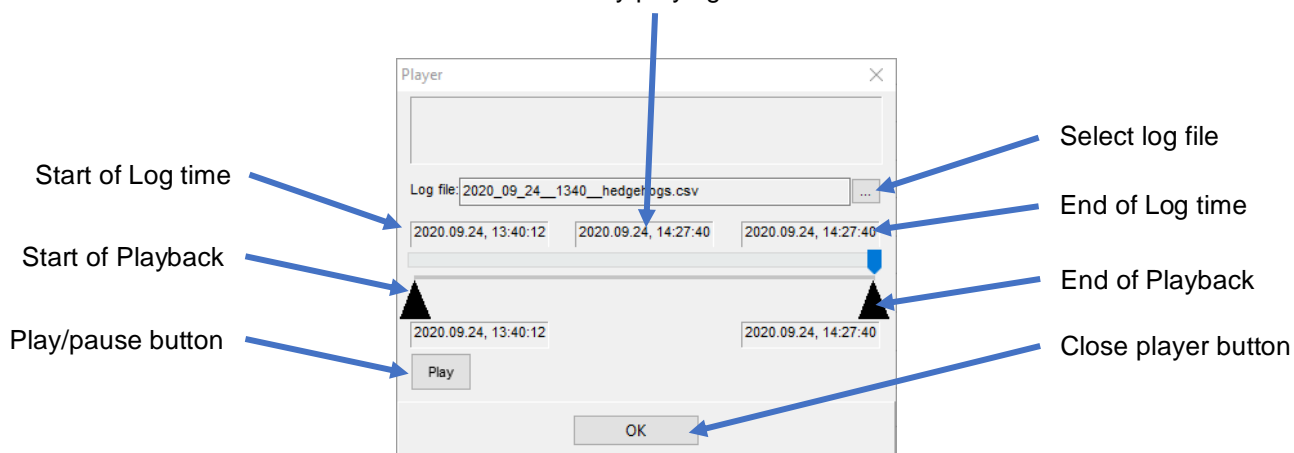 Player
Select log file
Start of Log time
Log file: 2020_09_24__1340__hedgehogs.csv ...
End of Log time
2020.09.24, 13:40:12 2020.09.24, 14:27:40 2020.09.24, 14:27:40
Start of Playback
End of Playback
2020.09.24, 13:40:12 2020.09.24, 14:27:40
Play/pause button
Close player button
Play
OK